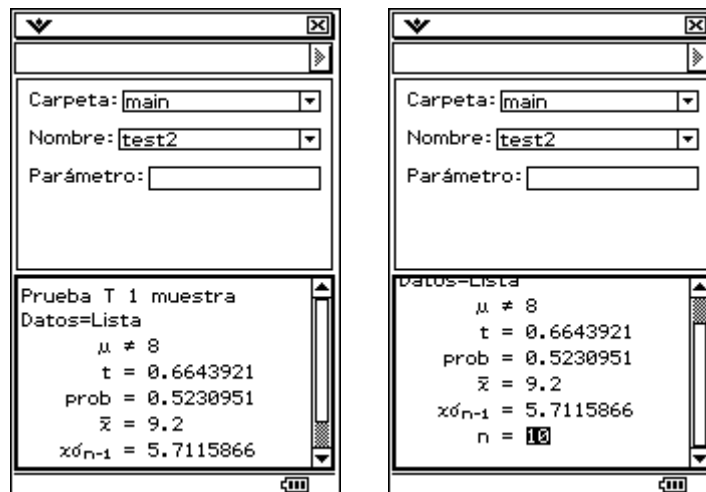 Carpeta: main
Nombre: test2
Parámetro:
Prueba T 1 muestra
Datos=Lista
μ ≠ 8
t = 0.6643921
prob = 0.5230951
x̄ = 9.2
xσn-1 = 5.7115866
Carpeta: main
Nombre: test2
Parámetro:
Datos=Lista
μ ≠ 8
t = 0.6643921
prob = 0.5230951
x̄ = 9.2
xσn-1 = 5.7115866
n = 10